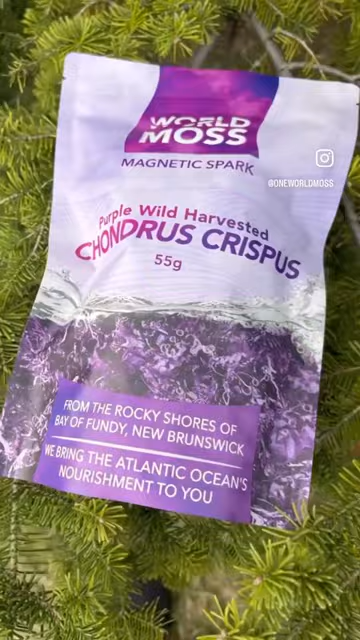 WORLD
MOSS
MAGNETIC SPARK
@ONEWORLDMOSS
Purple Wild Harvested
CHONDRUS CRISPUS
55g
FROM THE ROCKY SHORES OF
BAY OF FUNDY, NEW BRUNSWICK
WE BRING THE ATLANTIC OCEAN'S
NOURISHMENT TO YOU